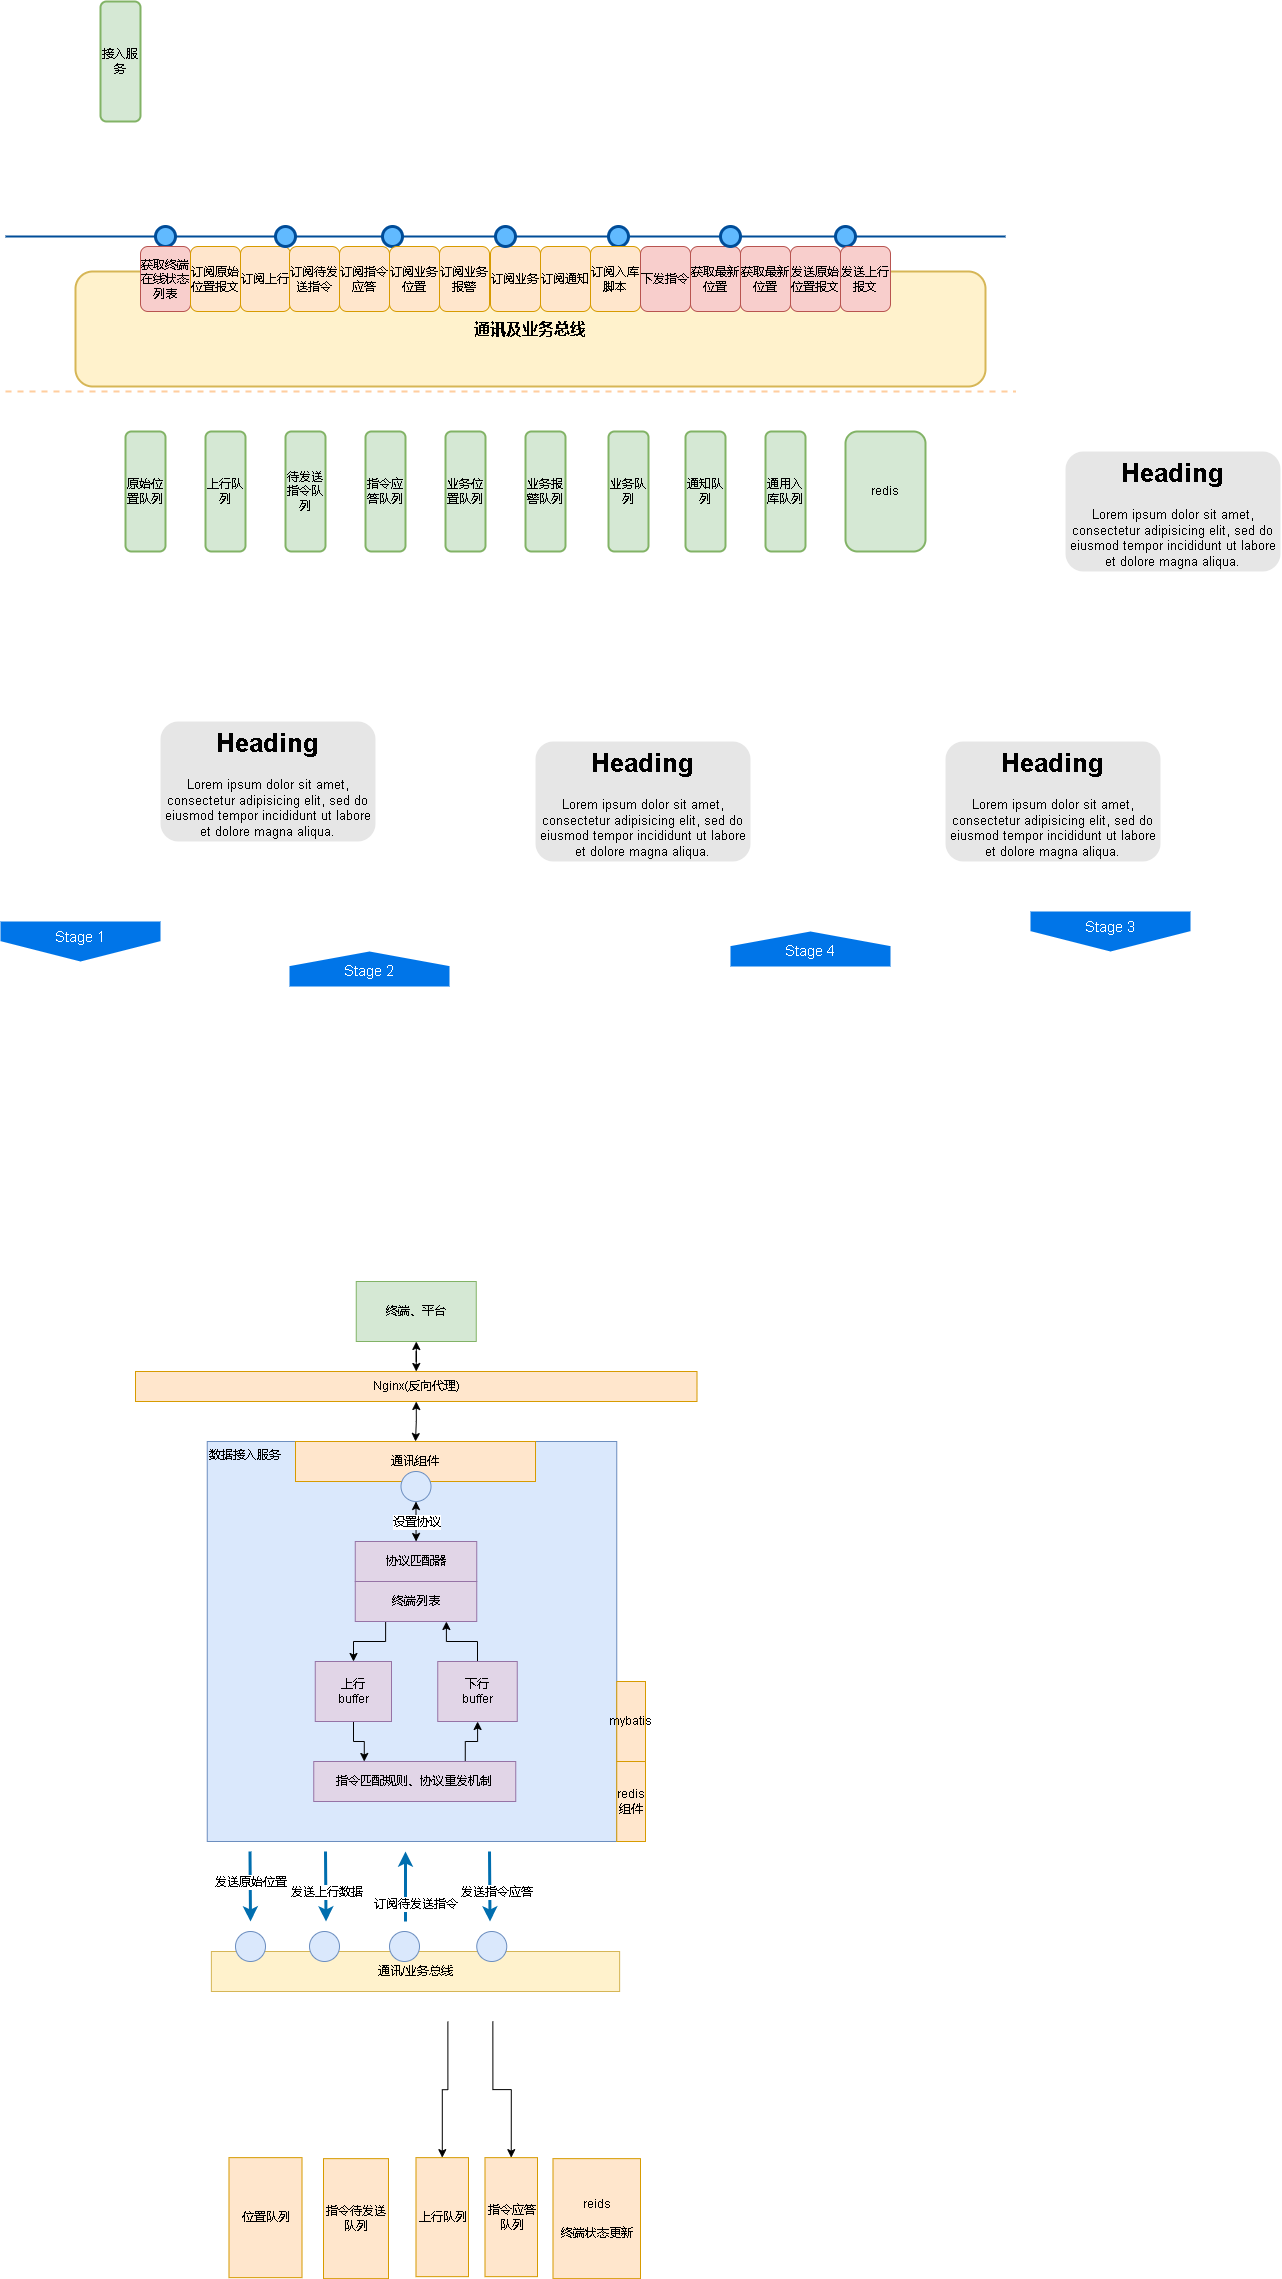 接入服
务
获取终端
在线状态
列表
订阅原始
位置报文
订阅上行
订阅待发
送指令
订阅指令
应答
订阅业务
位置
订阅业务
报警
订阅业务
订阅通知
订阅入库
脚本
下发指令
获取最新
位置
获取最新
位置
发送原始
位置报文
发送上行
报文
通讯及业务总线
原始位
置队列
上行队
列
待发送
指令队
列
指令应
答队列
业务位
置队列
业务报
警队列
业务队
列
通知队
列
通用入
库队列
redis
Heading
Lorem ipsum dolor sit amet,
consectetur adipisicing elit, sed do
eiusmod tempor incididunt ut labore
et dolore magna aliqua.
Heading
Lorem ipsum dolor sit amet,
consectetur adipisicing elit, sed do
eiusmod tempor incididunt ut labore
et dolore magna aliqua.
Heading
Lorem ipsum dolor sit amet,
consectetur adipisicing elit, sed do
eiusmod tempor incididunt ut labore
et dolore magna aliqua.
Heading
Lorem ipsum dolor sit amet,
consectetur adipisicing elit, sed do
eiusmod tempor incididunt ut labore
et dolore magna aliqua.
Stage 1
Stage 2
Stage 4
Stage 3
终端、平台
Nginx(反向代理)
数据接入服务
通讯组件
设置协议
协议匹配器
终端列表
上行
buffer
下行
buffer
mybatis
指令匹配规则、协议重发机制
redis
组件
发送原始位置
发送上行数据
订阅待发送指令
发送指令应答
通讯/业务总线
位置队列
指令待发送
队列
上行队列
指令应答
队列
reids
终端状态更新